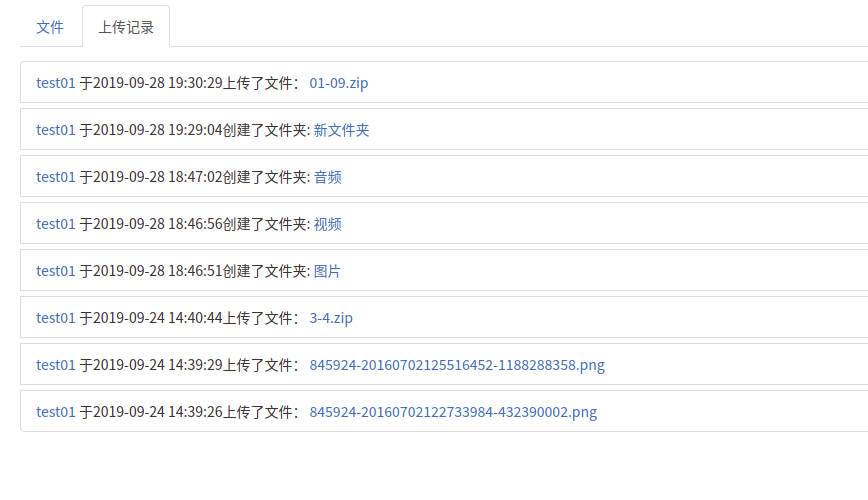 文件 上传记录
test01 于2019-09-28 19:30:29上传了文件： 01-09.zip
test01 于2019-09-28 19:29:04创建了文件夹: 新文件夹
test01 于2019-09-28 18:47:02创建了文件夹: 音频
test01 于2019-09-28 18:46:56创建了文件夹: 视频
test01 于2019-09-28 18:46:51创建了文件夹: 图片
test01 于2019-09-24 14:40:44上传了文件： 3-4.zip
test01 于2019-09-24 14:39:29上传了文件： 845924-20160702125516452-1188288358.png
test01 于2019-09-24 14:39:26上传了文件： 845924-20160702122733984-432390002.png